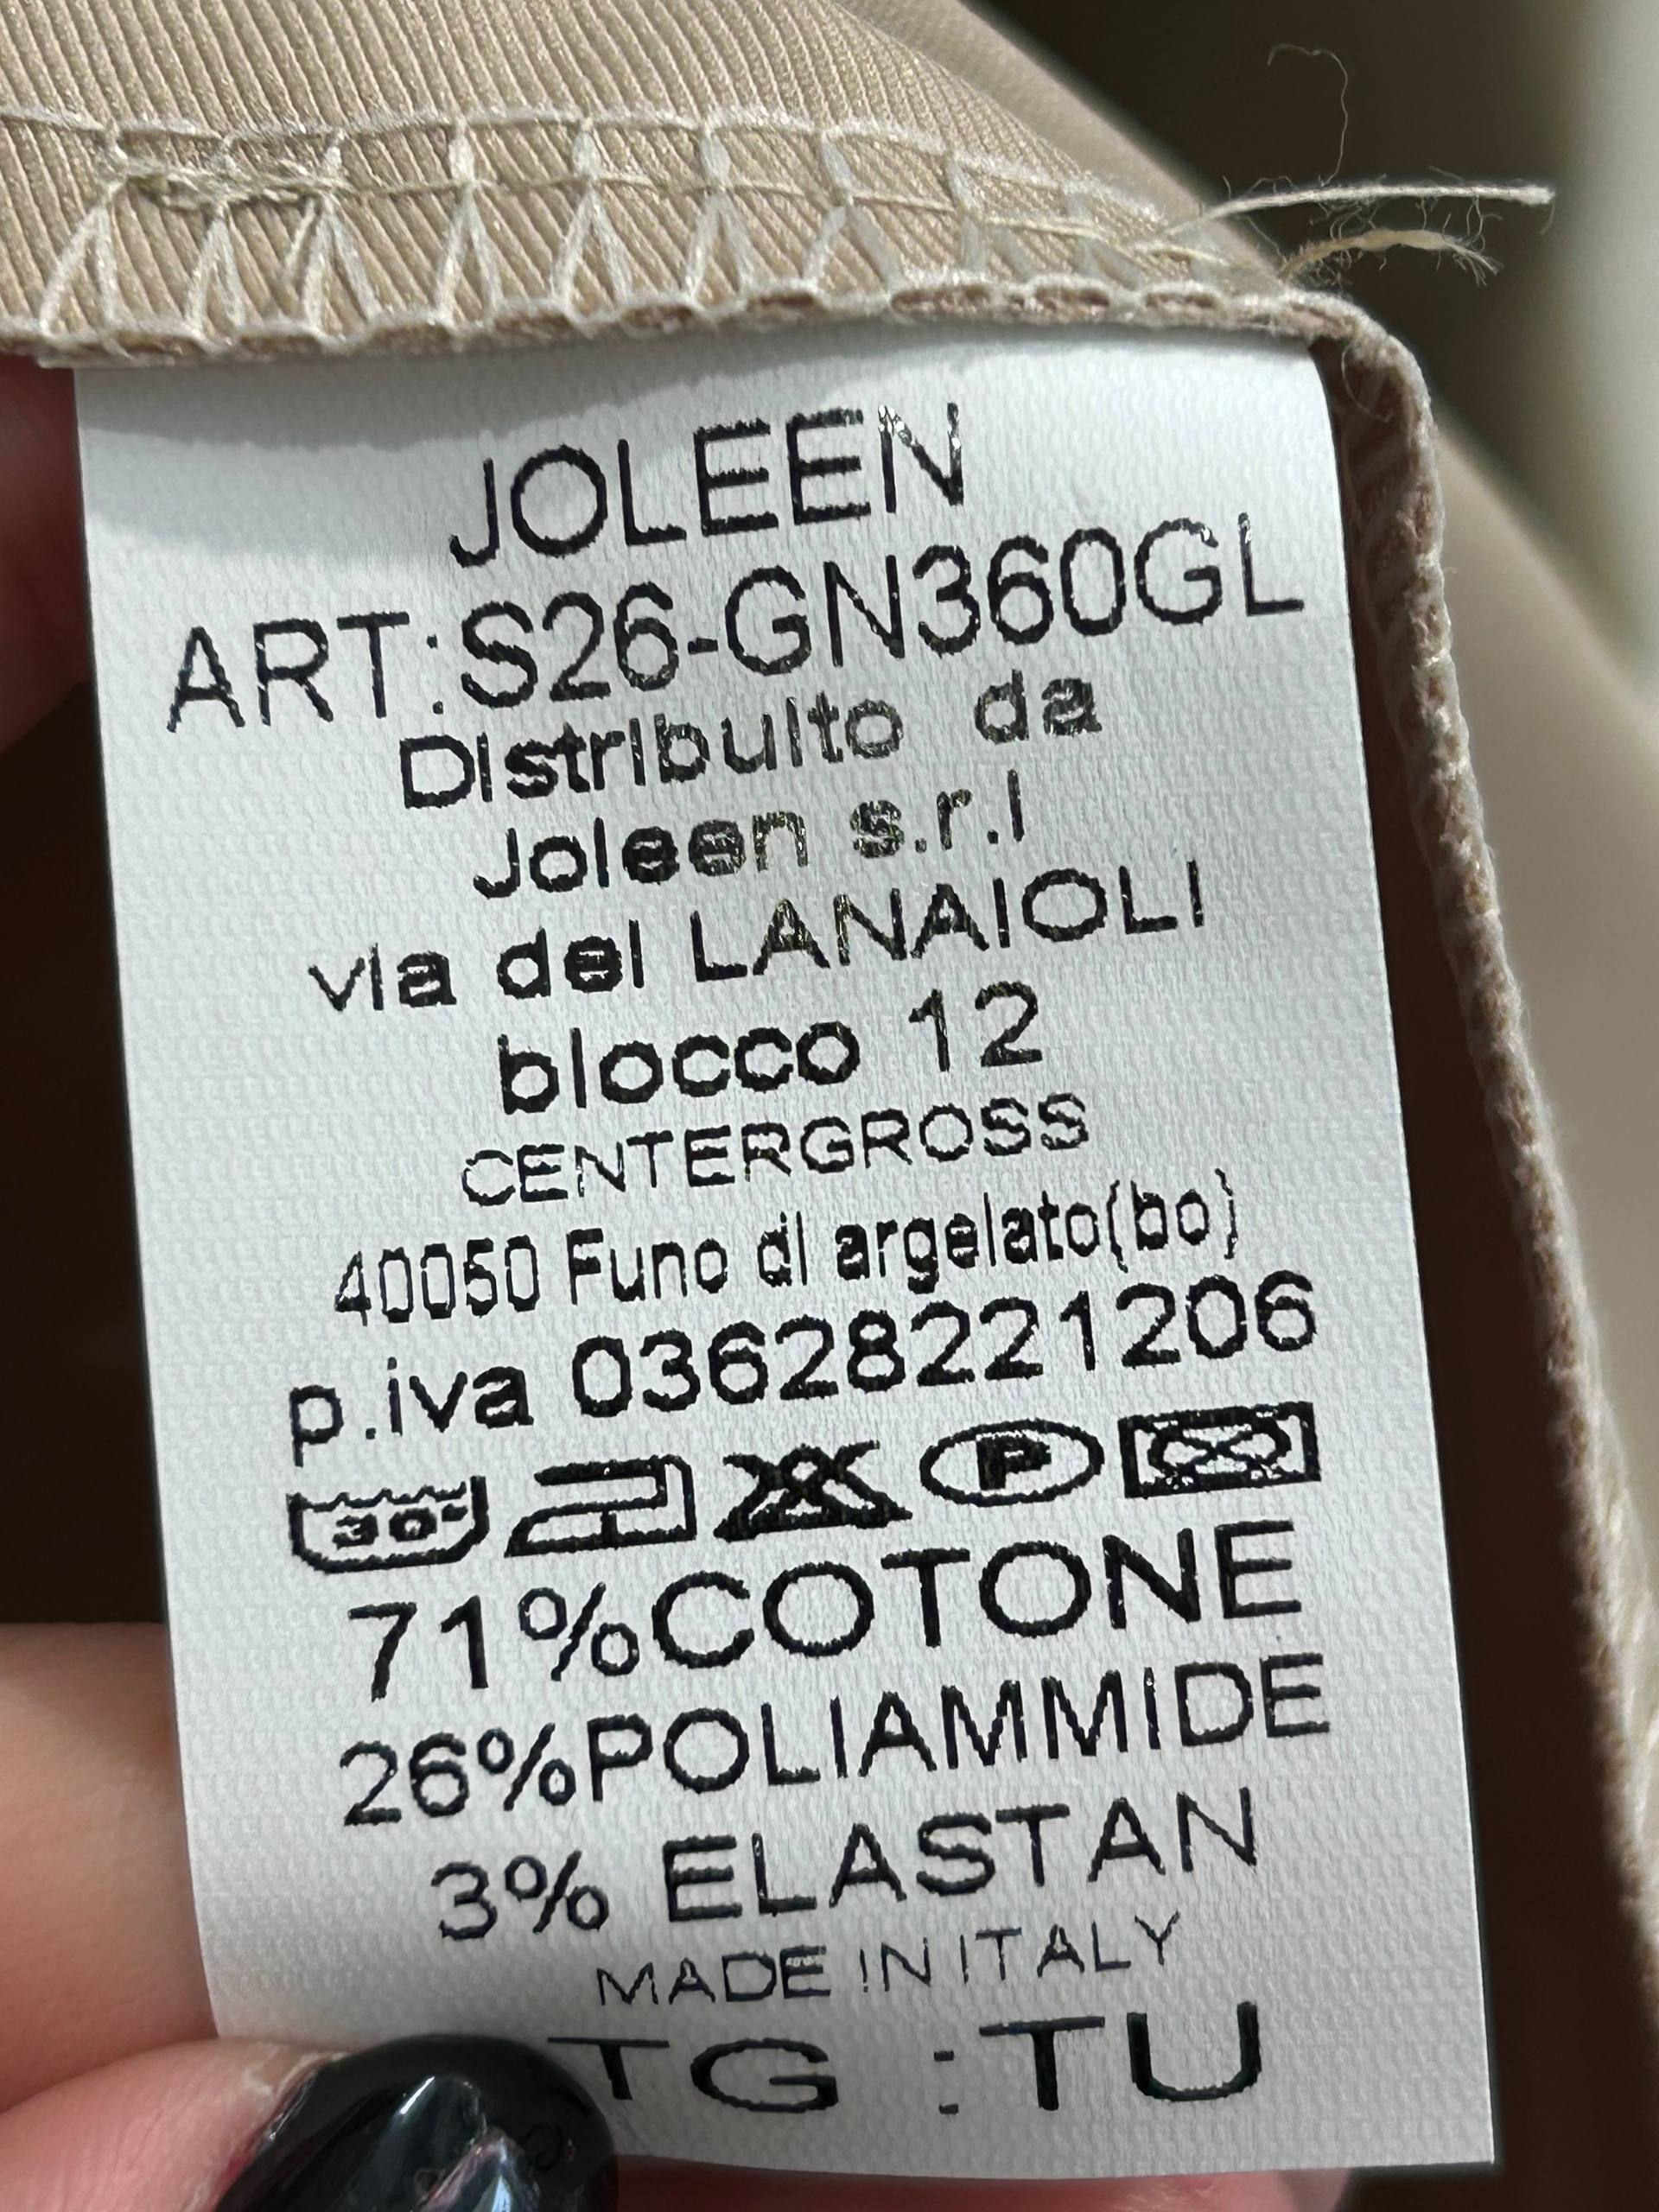 JOLEEN
ART:S26-GN360GL
Distribuito da
Joleen s.r.l
via dei LANAIOLI
blocco 12
CENTERGROSS
40050 Funo di argelato(bo)
p.iva 03628221206
30° P
71%COTONE
26%POLIAMMIDE
3% ELASTAN
MADE IN ITALY
TG :TU